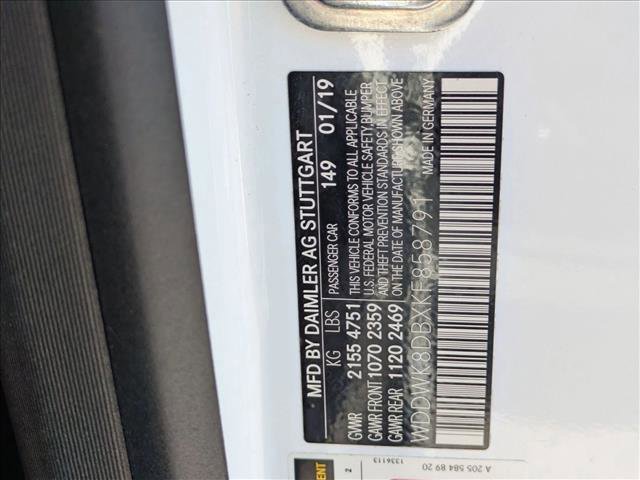 MFD BY DAIMLER AG STUTTGART
KG LBS PASSENGER CAR 149 01/19
GVWR 2155 4751
GAWR FRONT 1070 2359
GAWR REAR 1120 2469
THIS VEHICLE CONFORMS TO ALL APPLICABLE
U.S. FEDERAL MOTOR VEHICLE SAFETY, BUMPER
AND THEFT PREVENTION STANDARDS IN EFFECT
ON THE DATE OF MANUFACTURE SHOWN ABOVE
MADE IN GERMANY
WDDWK8DBXKF858791
2
1336113
A 205 584 89 20